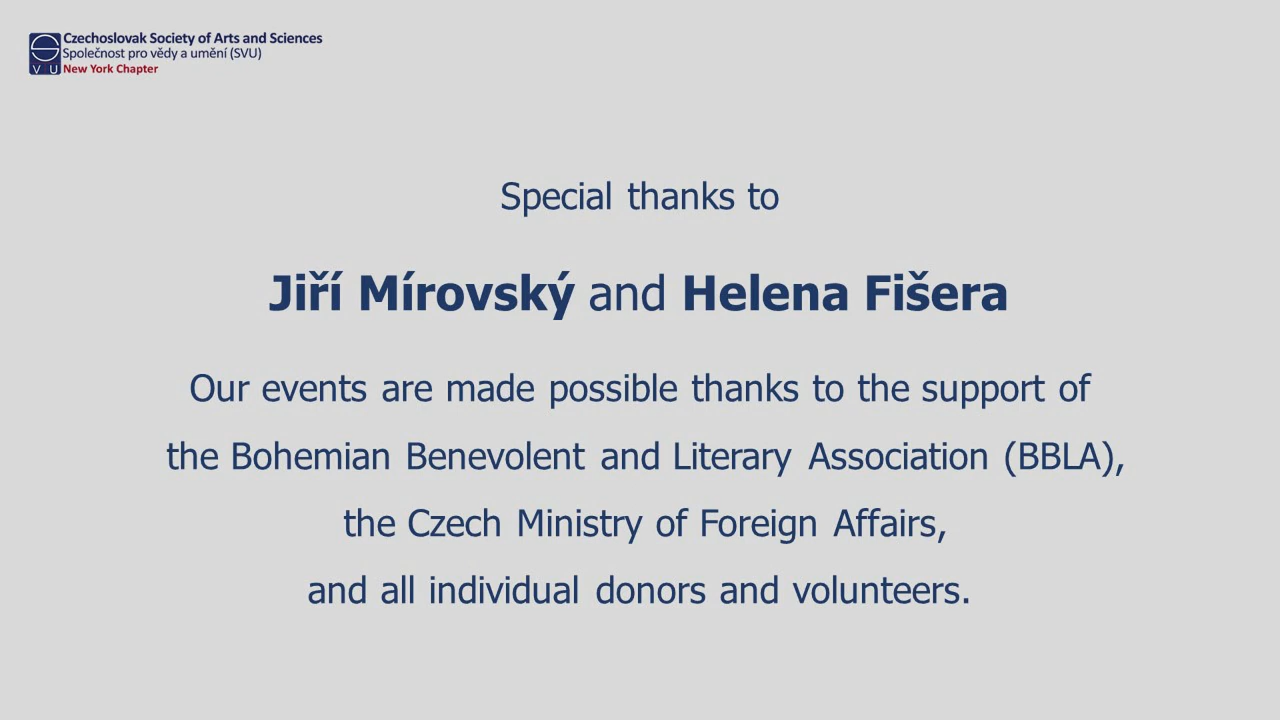 Czechoslovak Society of Arts and Sciences
Společnost pro vědy a umění (SVU)
V U New York Chapter
Special thanks to
Jiří Mírovský and Helena Fišera
Our events are made possible thanks to the support of
the Bohemian Benevolent and Literary Association (BBLA),
the Czech Ministry of Foreign Affairs,
and all individual donors and volunteers.